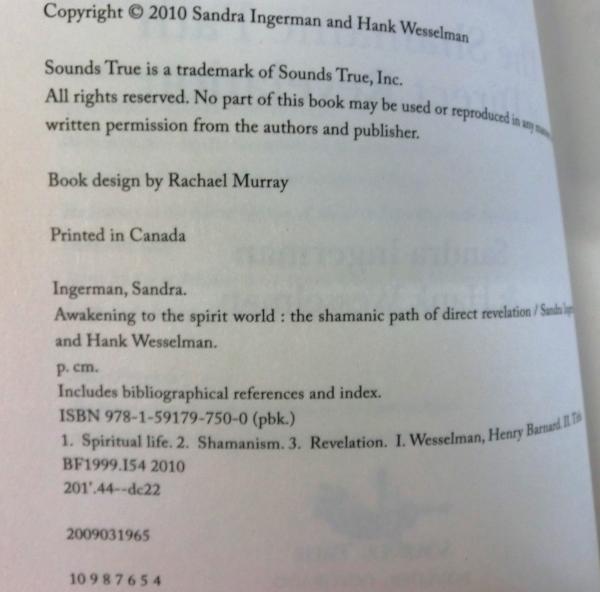 Copyright © 2010 Sandra Ingerman and Hank Wesselman
Sounds True is a trademark of Sounds True, Inc.
All rights reserved. No part of this book may be used or reproduced in any
written permission from the authors and publisher.
Book design by Rachael Murray
Printed in Canada
Ingerman, Sandra.
Awakening to the spirit world : the shamanic path of direct revelation / Sandra
and Hank Wesselman.
p. cm.
Includes bibliographical references and index.
ISBN 978-1-59179-750-0 (pbk.)
1. Spiritual life. 2. Shamanism. 3. Revelation. I. Wesselman, Henry Barnard. II.
BF1999.I54 2010
201'.44--dc22
2009031965
10 9 8 7 6 5 4